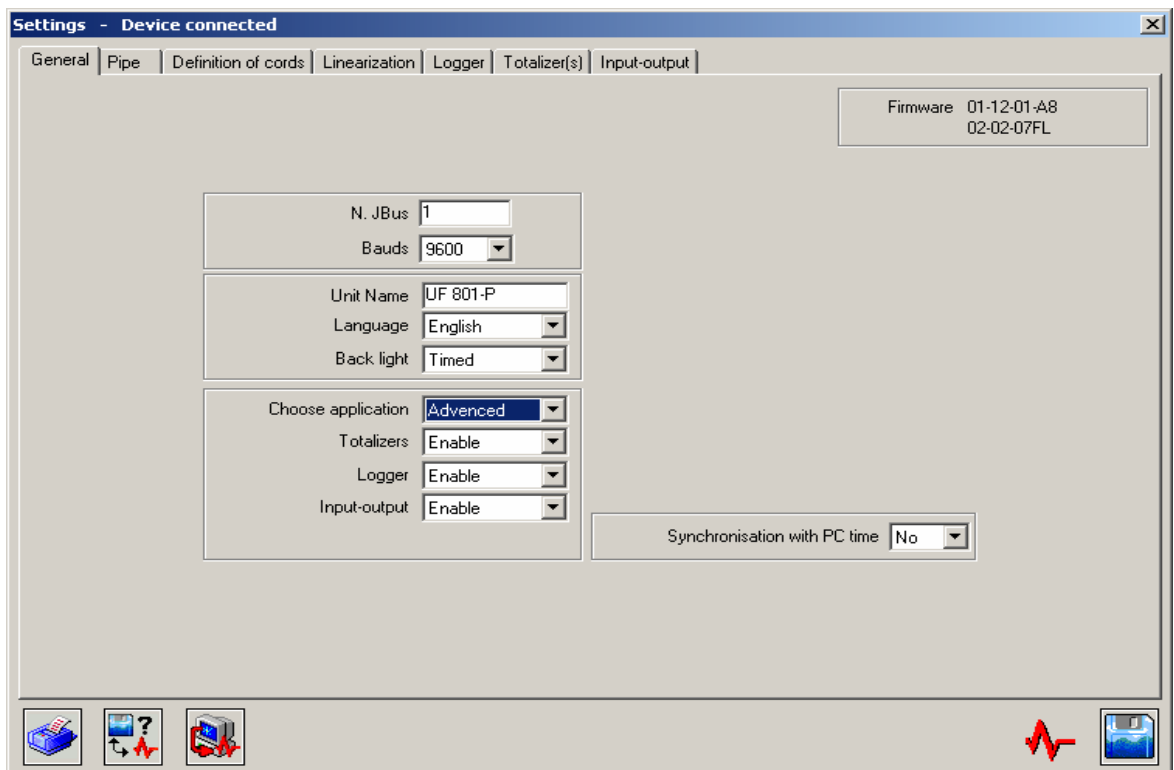 Settings - Device connected
General Pipe Definition of cords Linearization Logger Totalizer(s) Input-output
Firmware 01-12-01-A8
02-02-07FL
N. JBus 1
Bauds 9600
Unit Name UF 801-P
Language English
Back light Timed
Choose application Advenced
Totalizers Enable
Logger Enable
Input-output Enable
Synchronisation with PC time No
?